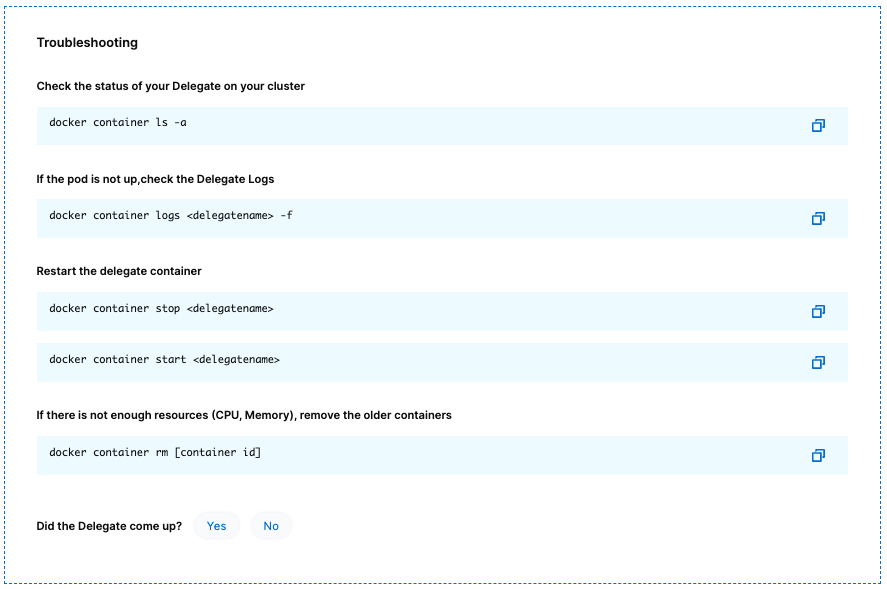 Troubleshooting
Check the status of your Delegate on your cluster
docker container ls -a
If the pod is not up,check the Delegate Logs
docker container logs <delegatename> -f
Restart the delegate container
docker container stop <delegatename>
docker container start <delegatename>
If there is not enough resources (CPU, Memory), remove the older containers
docker container rm [container id]
Did the Delegate come up? Yes No